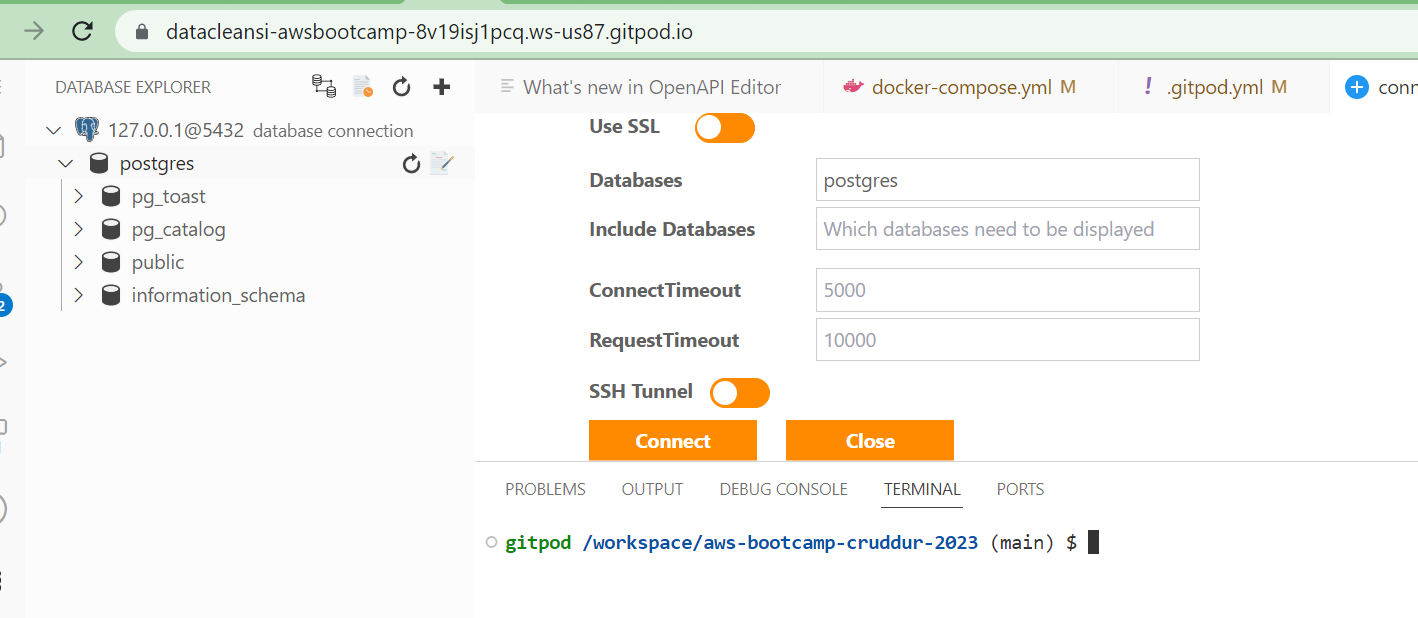 datacleansi-awsbootcamp-8v19isj1pcq.ws-us87.gitpod.io
DATABASE EXPLORER
127.0.0.1@5432 database connection
postgres
pg_toast
pg_catalog
public
information_schema
2
What's new in OpenAPI Editor
docker-compose.yml M
! .gitpod.yml M
conn
Use SSL
Databases postgres
Include Databases Which databases need to be displayed
ConnectTimeout 5000
RequestTimeout 10000
SSH Tunnel
Connect Close
PROBLEMS OUTPUT DEBUG CONSOLE TERMINAL PORTS
gitpod /workspace/aws-bootcamp-cruddur-2023 (main) $